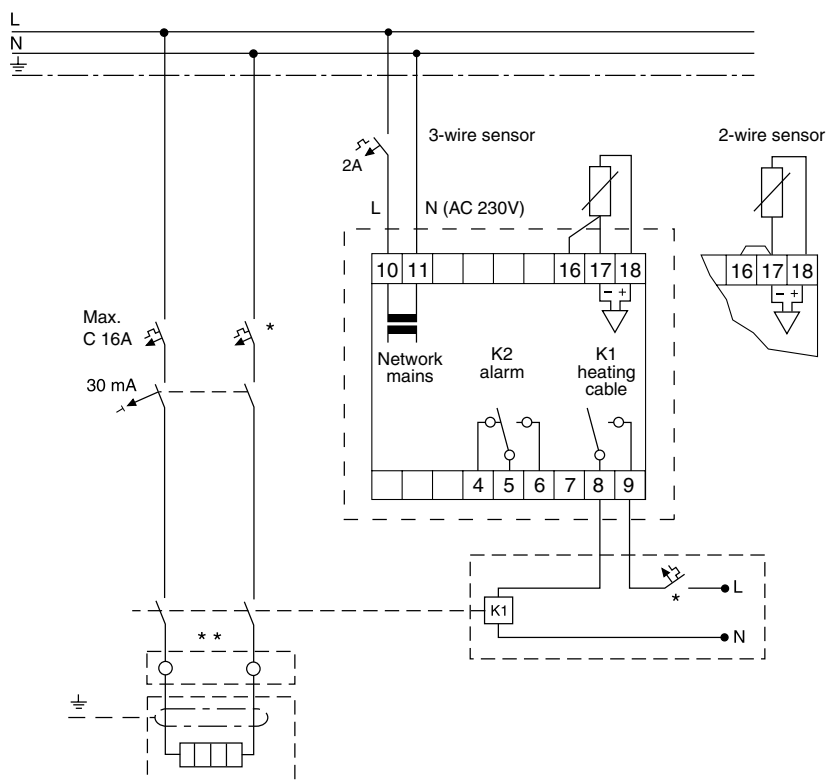 L
N
3-wire sensor
2-wire sensor
2A
L
N (AC 230V)
10 11 16 17 18
16 17 18
- +
- +
Max.
C 16A
*
Network
mains
K2
alarm
K1
heating
cable
30 mA
4 5 6 7 8 9
K1
*
L
N
* *